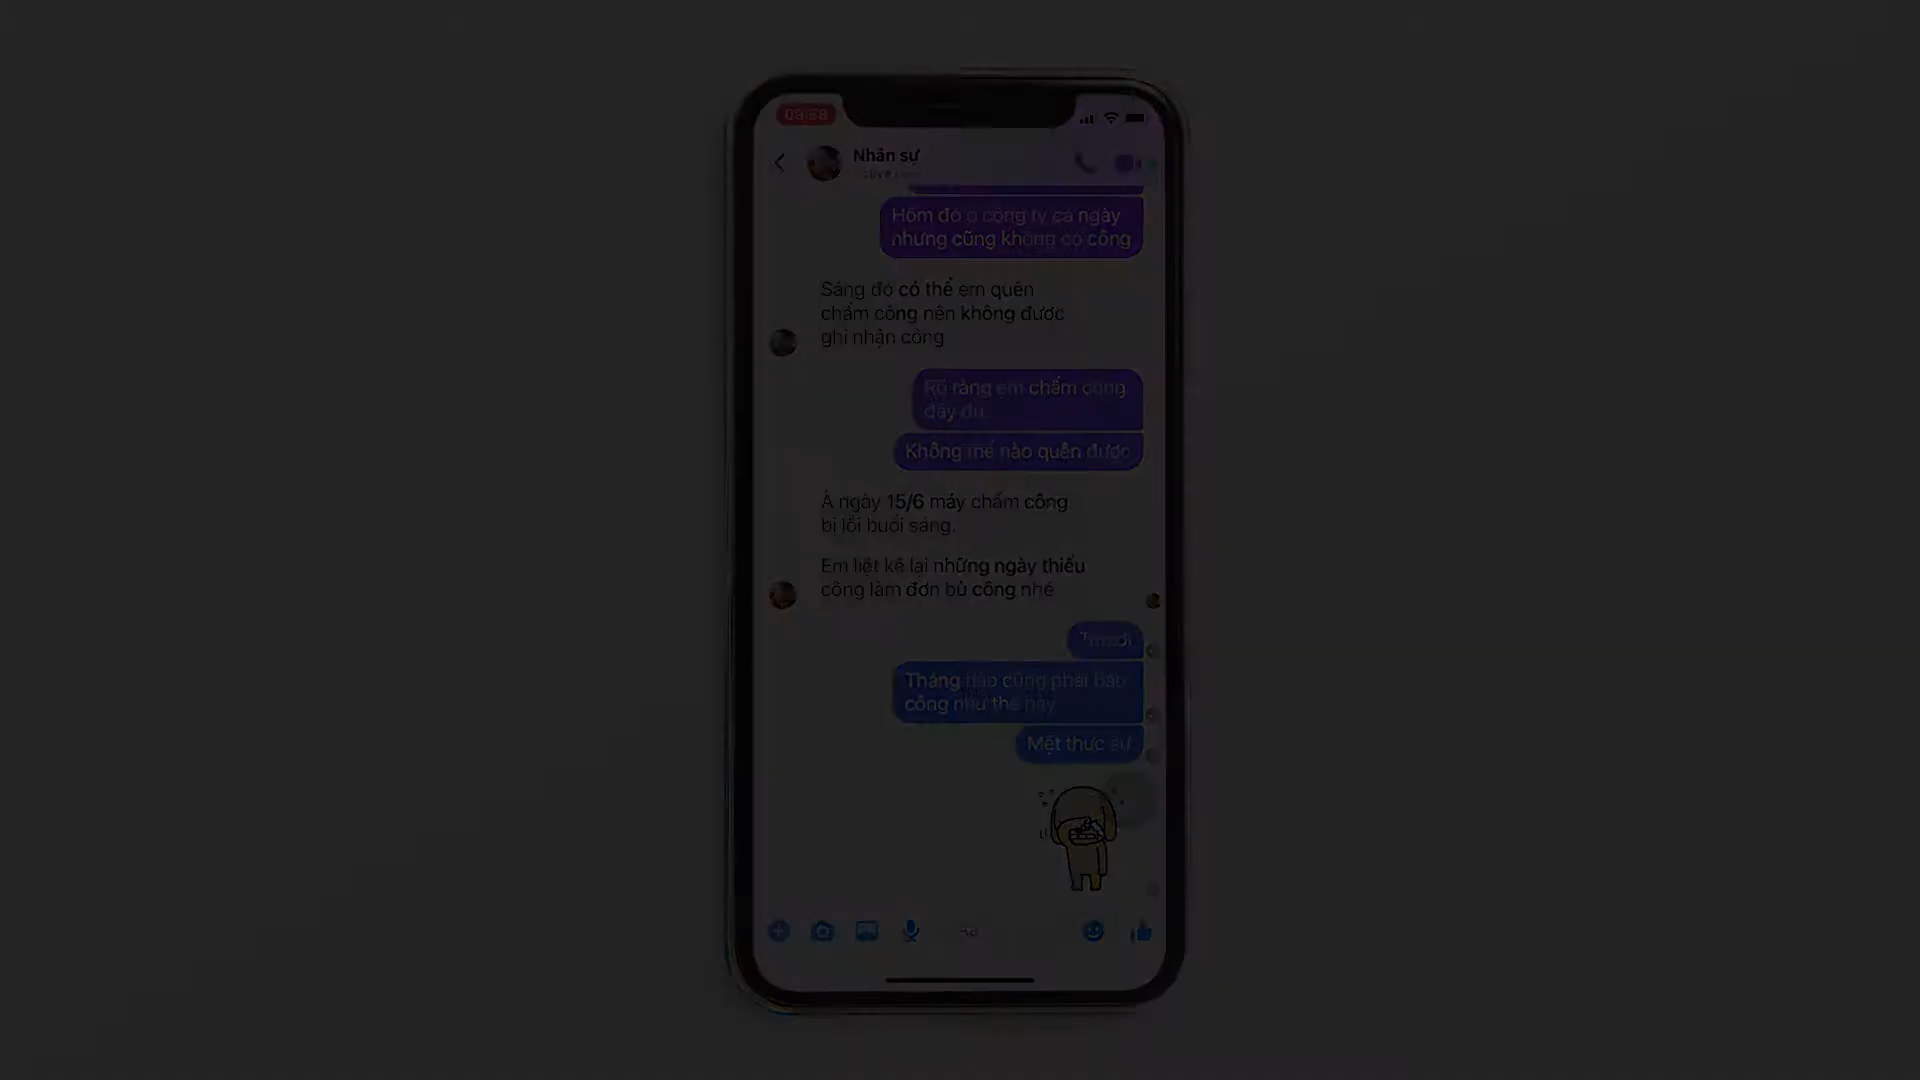 09:58
Nhân sự
Hôm đó ở công ty cả ngày
nhưng cũng không có công
Sáng đó có thể em quên
chấm công nên không được
ghi nhận công
Rõ ràng em chấm công
đầy đủ
Không thể nào quên được
À ngày 15/6 máy chấm công
bị lỗi buổi sáng.
Em liệt kê lại những ngày thiếu
công làm đơn bù công nhé
Tháng nào cũng phải báo
công như thế này
Mệt thực sự
Aa